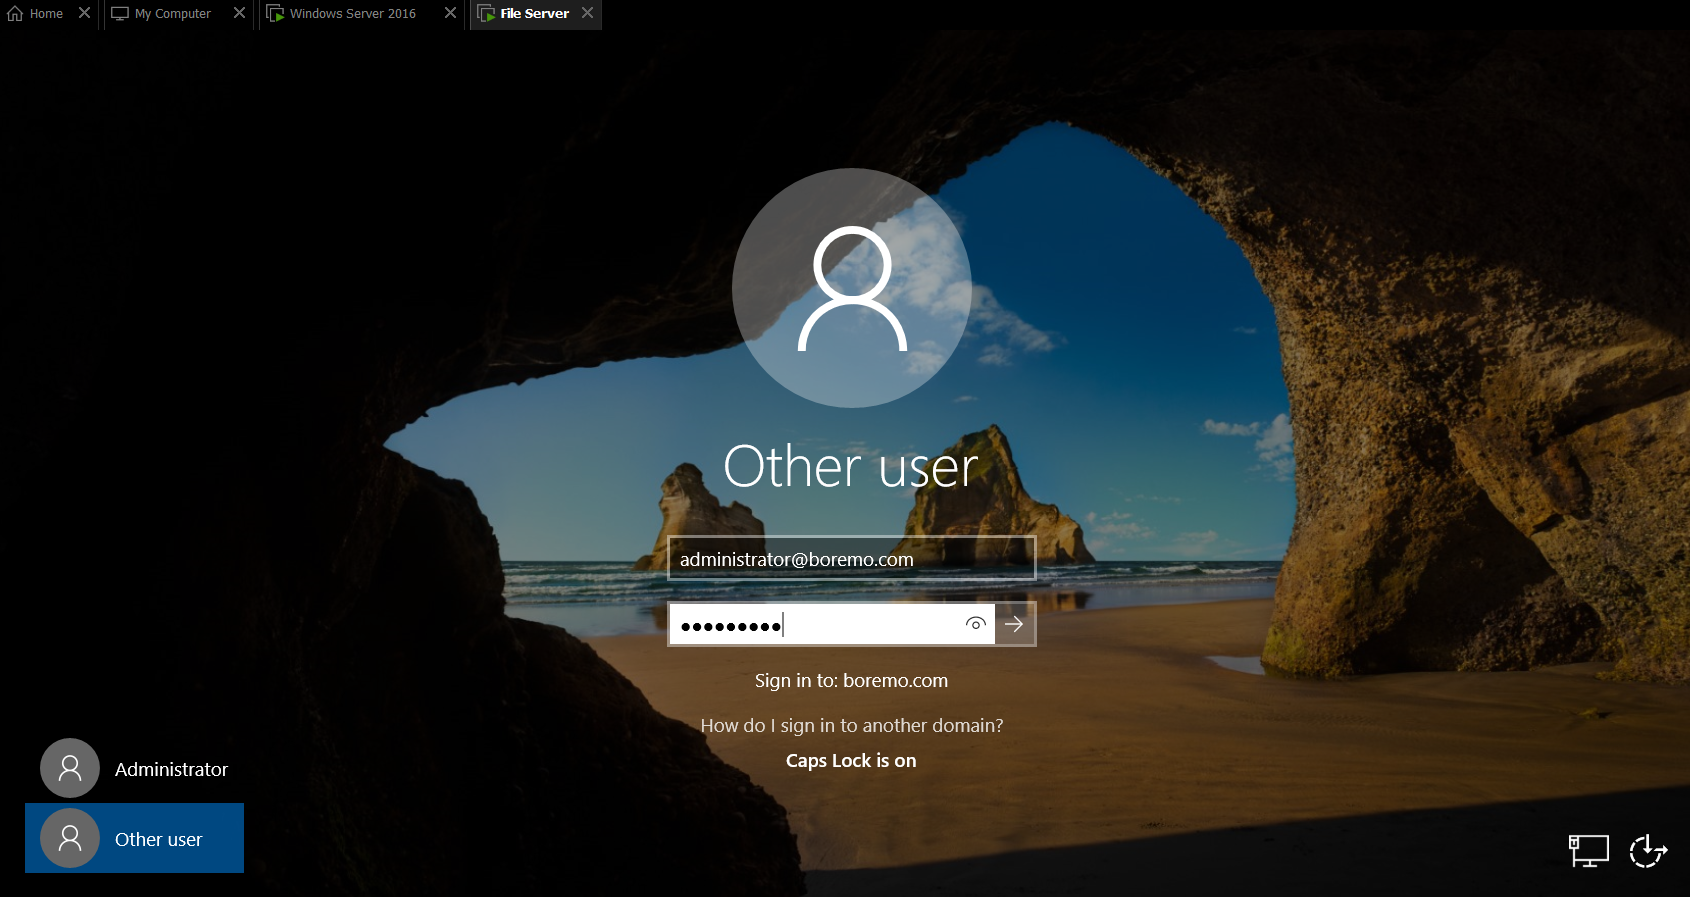 Home
My Computer
Windows Server 2016
File Server
Other user
administrator@boremo.com
●●●●●●●●●
Sign in to: boremo.com
How do I sign in to another domain?
Caps Lock is on
Administrator
Other user